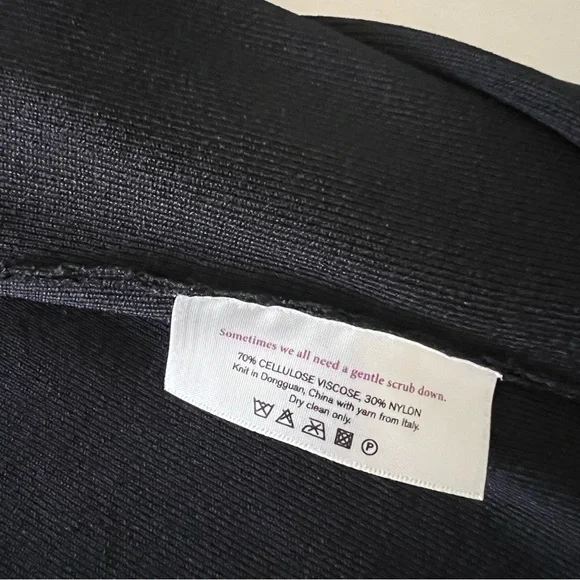 Sometimes we all need a gentle scrub down.
70% CELLULOSE VISCOSE, 30% NYLON
Knit in Dongguan, China with yarn from Italy.
Dry clean only.
P